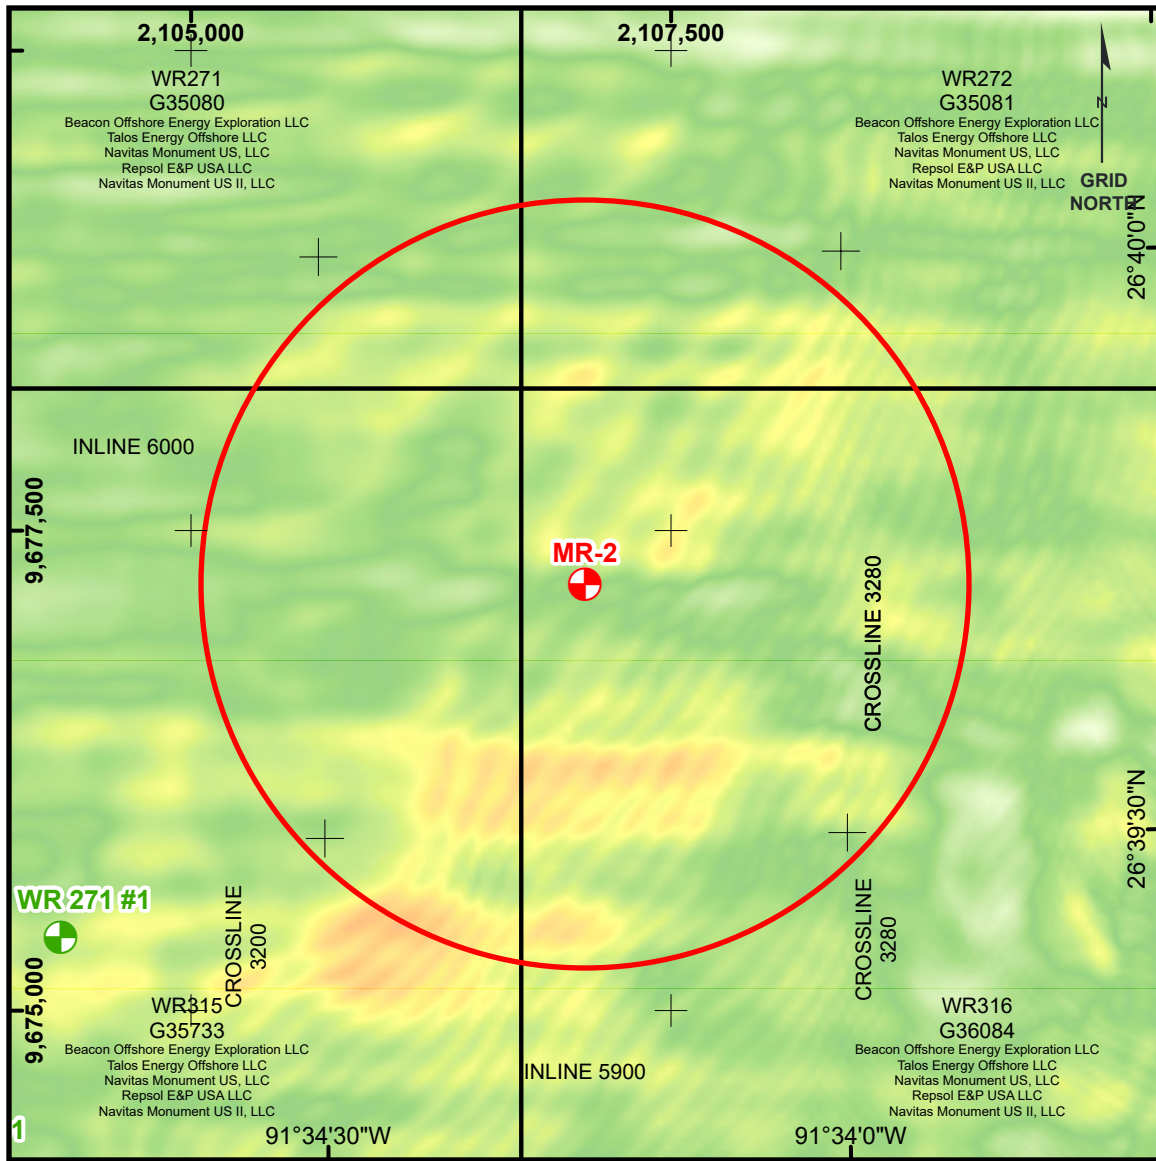 2,105,000
2,107,500
WR271
G35080
Beacon Offshore Energy Exploration LLC
Talos Energy Offshore LLC
Navitas Monument US, LLC
Repsol E&P USA LLC
Navitas Monument US II, LLC
WR272
G35081
Beacon Offshore Energy Exploration LLC
Talos Energy Offshore LLC
Navitas Monument US, LLC
Repsol E&P USA LLC
Navitas Monument US II, LLC
N
GRID
NORTH
26°40'0"N
INLINE 6000
9,677,500
MR-2
CROSSLINE 3280
26°39'30"N
WR 271 #1
CROSSLINE
3200
CROSSLINE
3280
9,675,000
WR315
G35733
Beacon Offshore Energy Exploration LLC
Talos Energy Offshore LLC
Navitas Monument US, LLC
Repsol E&P USA LLC
Navitas Monument US II, LLC
WR316
G36084
Beacon Offshore Energy Exploration LLC
Talos Energy Offshore LLC
Navitas Monument US, LLC
Repsol E&P USA LLC
Navitas Monument US II, LLC
INLINE 5900
1
91°34'30"W
91°34'0"W